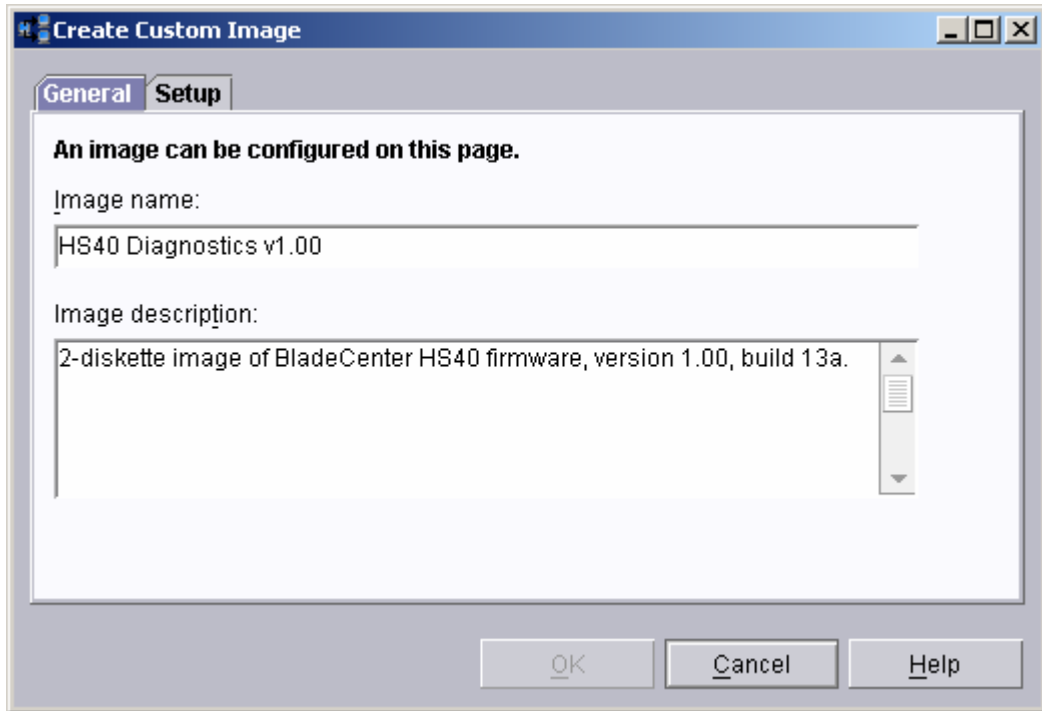 Create Custom Image
General Setup
An image can be configured on this page.
Image name:
HS40 Diagnostics v1.00
Image description:
2-diskette image of BladeCenter HS40 firmware, version 1.00, build 13a.
OK Cancel Help